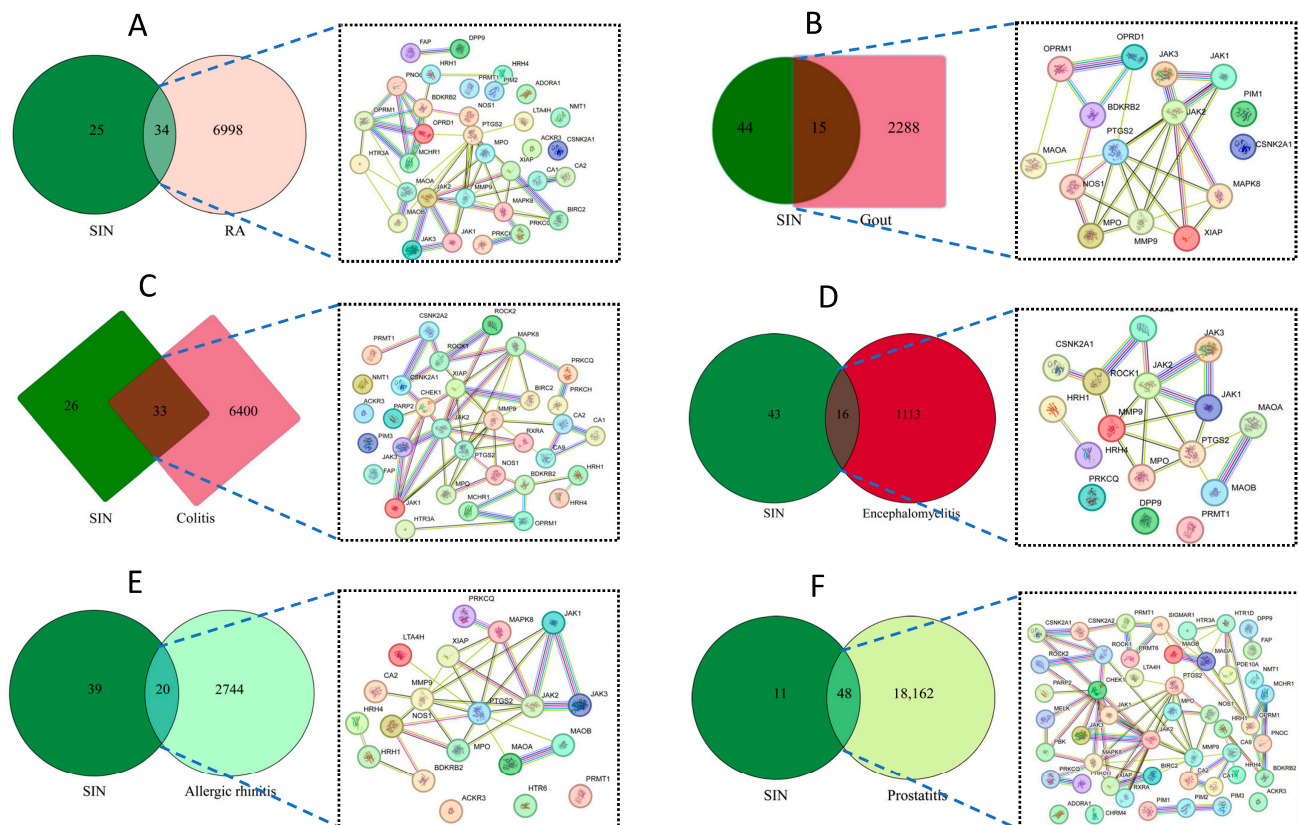 A
25
34
6998
SIN
RA
FAP
DPP9
HRH1
HRH4
PNOC
PRMT1
PIM2
ADORA1
BDKRB2
NOS1
OPRM1
LTA4H
NMT1
OPRD1
PTGS2
ACKR3
CSNK2A1
MPO
HTR3A
MCHR1
XIAP
CA1
CA2
MAOA
JAK2
MMP9
MAPK8
BIRC2
MAOB
PRKCQ
JAK3
JAK1
B
44
15
2288
SIN
Gout
OPRD1
OPRM1
JAK3
JAK1
PIM1
BDKRB2
JAK2
PTGS2
CSNK2A1
MAOA
NOS1
MAPK8
MPO
MMP9
XIAP
C
26
33
6400
SIN
Colitis
ROCK2
CSNK2A2
MAPK8
PRMT1
ROCK1
PRKCQ
XIAP
NMT1
CSNK2A1
BIRC2
PRKCH
CHEK1
ACKR3
PARP2
MMP9
CA2
CA1
JAK2
PIM3
RXRA
JAK3
CA9
PTGS2
FAP
NOS1
BDKRB2
HRH1
JAK1
MPO
MCHR1
HRH4
HTR3A
OPRM1
D
43
16
1113
SIN
Encephalomyelitis
CSNK2A1
JAK3
JAK2
ROCK1
HRH1
JAK1
MMP9
MAOA
HRH4
PTGS2
MPO
PRKCQ
MAOB
DPP9
PRMT1
E
39
20
2744
SIN
Allergic rhinitis
PRKCQ
JAK1
MAPK8
LTA4H
XIAP
CA2
MMP9
JAK3
PTGS2
JAK2
HRH4
NOS1
MAOB
HRH1
MPO
MAOA
BDKRB2
PRMT1
HTR6
ACKR3
F
11
48
18,162
SIN
Prostatitis
PRMT1
SIGMAR1
HTR1D
CSNK2A1
CSNK2A2
HTR3A
DPP9
ROCK1
MAOB
FAP
ROCK2
PRMT6
MAOA
LTA4H
PDE10A
NMT1
PARP2
CHEK1
PTGS2
MCHR1
MELK
JAK1
MPO
NOS1
JAK3
JAK2
HRH1
OPRM1
PBK
PNOC
MAPK8
MMP9
CA9
PRKCQ
BIRC2
HRH4
XIAP
CA2
CA1
BDKRB2
RXRA
ACKR3
ADORA1
CHRM4
PIM1
PIM2
PIM3